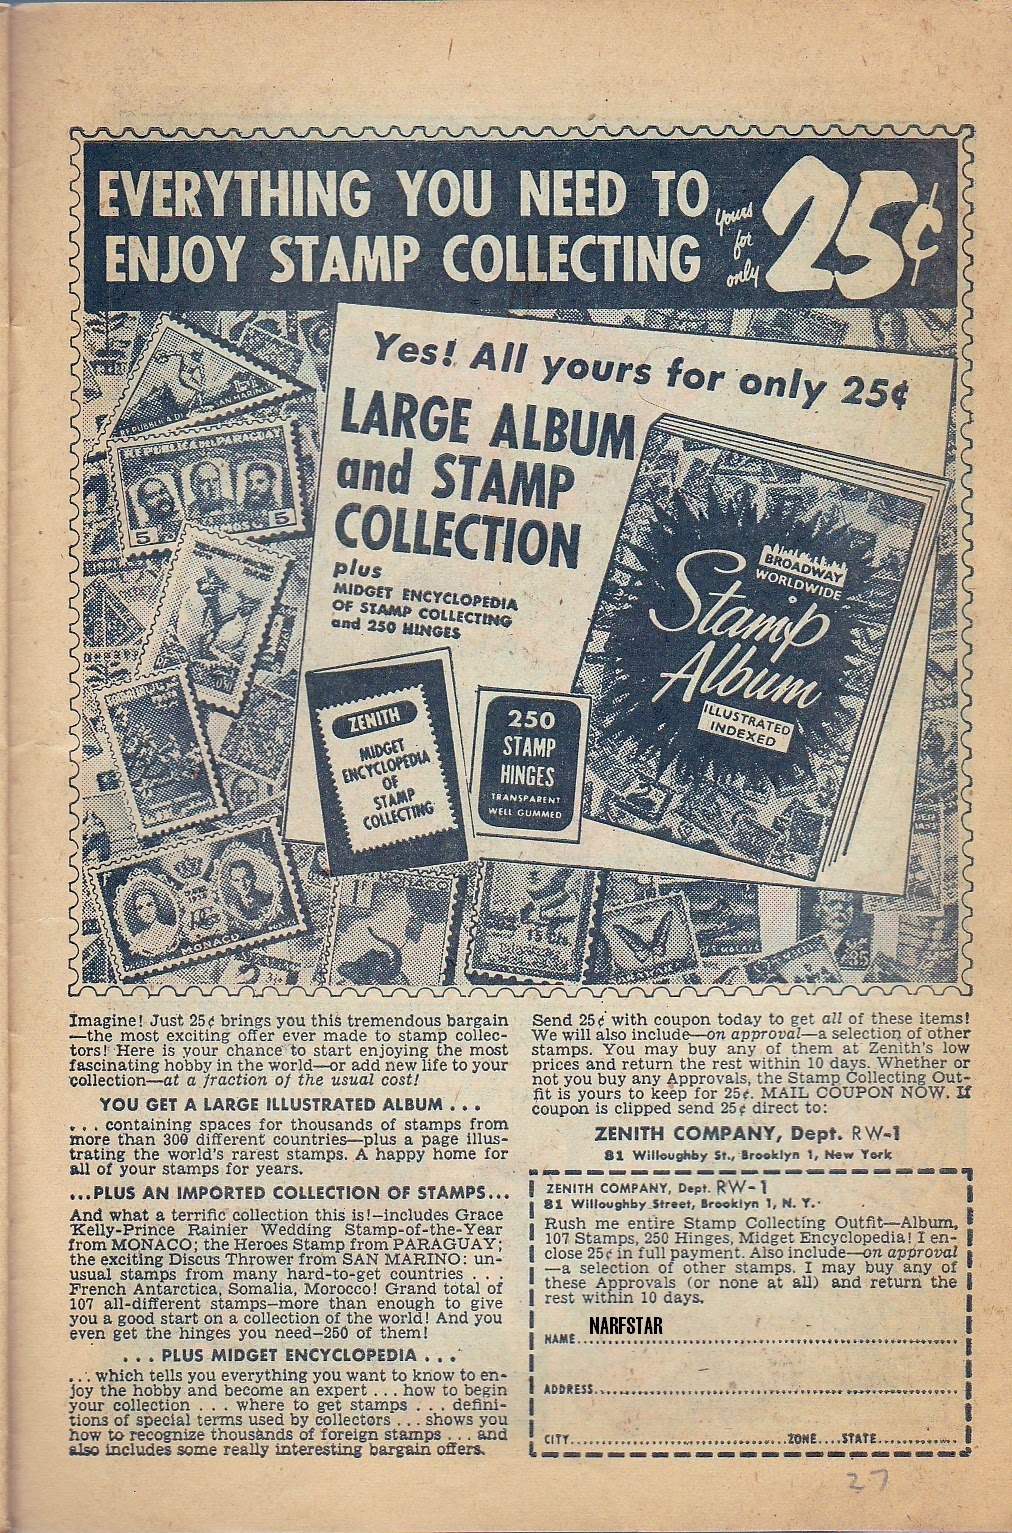 EVERYTHING YOU NEED TO
ENJOY STAMP COLLECTING
yours
for
only
25¢
Yes! All yours for only 25¢
LARGE ALBUM
and STAMP
COLLECTION
plus
MIDGET ENCYCLOPEDIA
OF STAMP COLLECTING
and 250 HINGES
BROADWAY
WORLDWIDE
Stamp
Album
ILLUSTRATED
INDEXED
ZENITH
MIDGET
ENCYCLOPEDIA
OF
STAMP
COLLECTING
250
STAMP
HINGES
TRANSPARENT
WELL GUMMED
REPUBBLICA DI SAN MARINO
REPUBLICA DEL PARAGUAY
5 5
MONACO
MONACO
15 C
Imagine! Just 25¢ brings you this tremendous bargain
—the most exciting offer ever made to stamp collec-
tors! Here is your chance to start enjoying the most
fascinating hobby in the world—or add new life to your
collection—at a fraction of the usual cost!
YOU GET A LARGE ILLUSTRATED ALBUM . . .
. . . containing spaces for thousands of stamps from
more than 300 different countries—plus a page illus-
trating the world's rarest stamps. A happy home for
all of your stamps for years.
...PLUS AN IMPORTED COLLECTION OF STAMPS...
And what a terrific collection this is!—includes Grace
Kelly-Prince Rainier Wedding Stamp-of-the-Year
from MONACO; the Heroes Stamp from PARAGUAY;
the exciting Discus Thrower from SAN MARINO: un-
usual stamps from many hard-to-get countries . . .
French Antarctica, Somalia, Morocco! Grand total of
107 all-different stamps—more than enough to give
you a good start on a collection of the world! And you
even get the hinges you need—250 of them!
. . . PLUS MIDGET ENCYCLOPEDIA . . .
. . . which tells you everything you want to know to en-
joy the hobby and become an expert . . . how to begin
your collection . . . where to get stamps . . . defini-
tions of special terms used by collectors . . . shows you
how to recognize thousands of foreign stamps . . . and
also includes some really interesting bargain offers.
Send 25¢ with coupon today to get all of these items!
We will also include—on approval—a selection of other
stamps. You may buy any of them at Zenith's low
prices and return the rest within 10 days. Whether or
not you buy any Approvals, the Stamp Collecting Out-
fit is yours to keep for 25¢. MAIL COUPON NOW. If
coupon is clipped send 25¢ direct to:
ZENITH COMPANY, Dept. RW-1
81 Willoughby St., Brooklyn 1, New York
ZENITH COMPANY, Dept. RW-1
81 Willoughby Street, Brooklyn 1, N. Y.
Rush me entire Stamp Collecting Outfit—Album,
107 Stamps, 250 Hinges, Midget Encyclopedia! I en-
close 25¢ in full payment. Also include—on approval
—a selection of other stamps. I may buy any of
these Approvals (or none at all) and return the
rest within 10 days.
NAME NARFSTAR
ADDRESS
CITY ZONE STATE
27